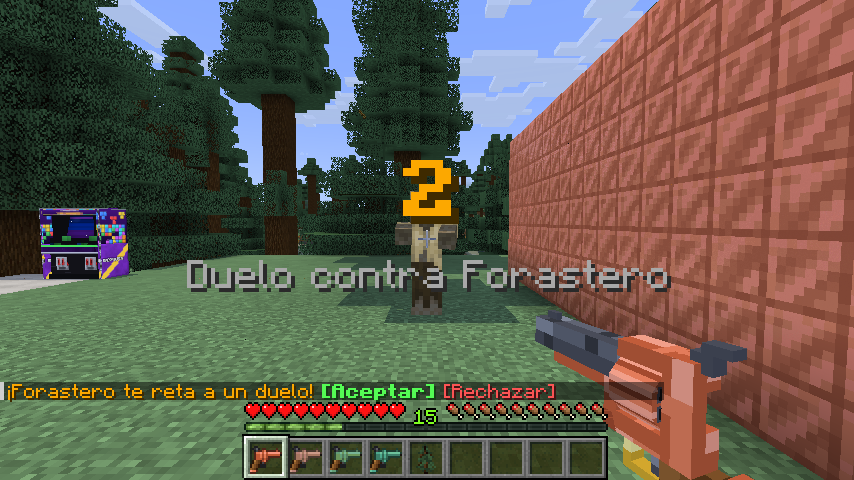 2
Duelo contra Forastero
¡Forastero te reta a un duelo! [Aceptar] [Rechazar]
15